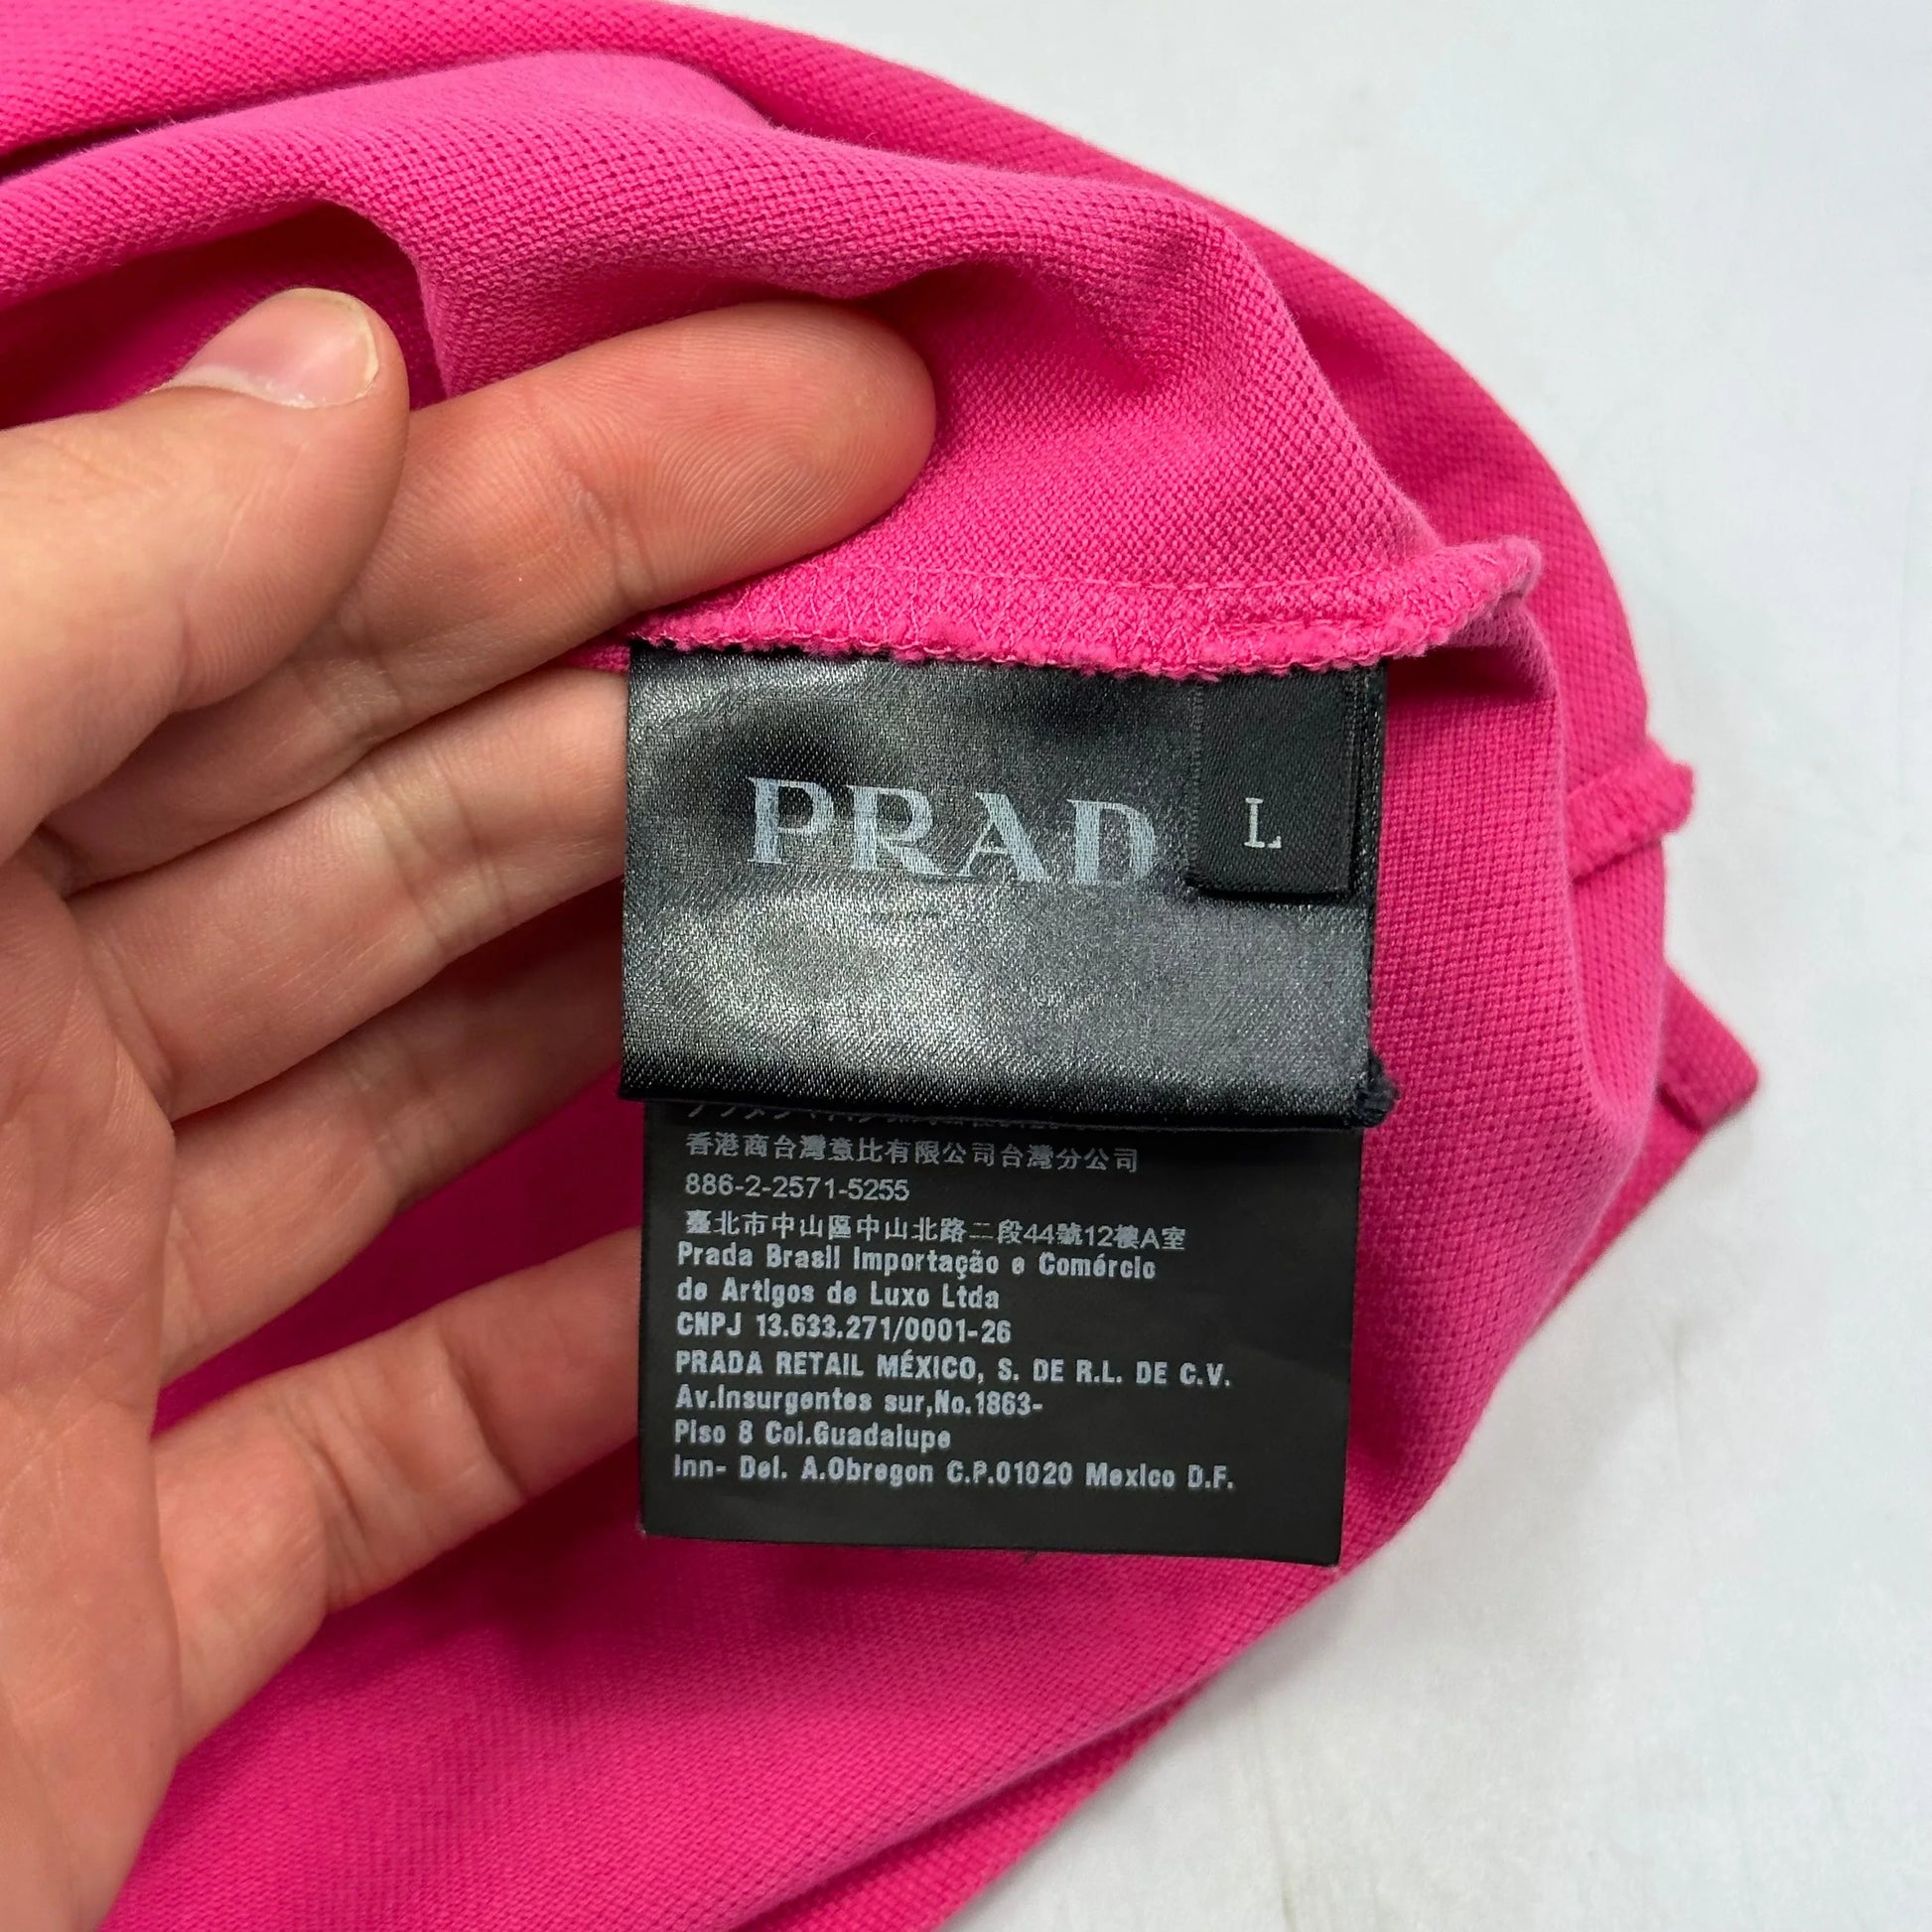 PRAD
L
香港商台灣意比有限公司台灣分公司
886-2-2571-5255
臺北市中山區中山北路二段44號12樓A室
Prada Brasil Importação e Comércio
de Artigos de Luxo Ltda
CNPJ 13.633.271/0001-26
PRADA RETAIL MÉXICO, S. DE R.L. DE C.V.
Av.Insurgentes sur,No.1863-
Piso 8 Col.Guadalupe
Inn- Del. A.Obregon C.P.01020 Mexico D.F.